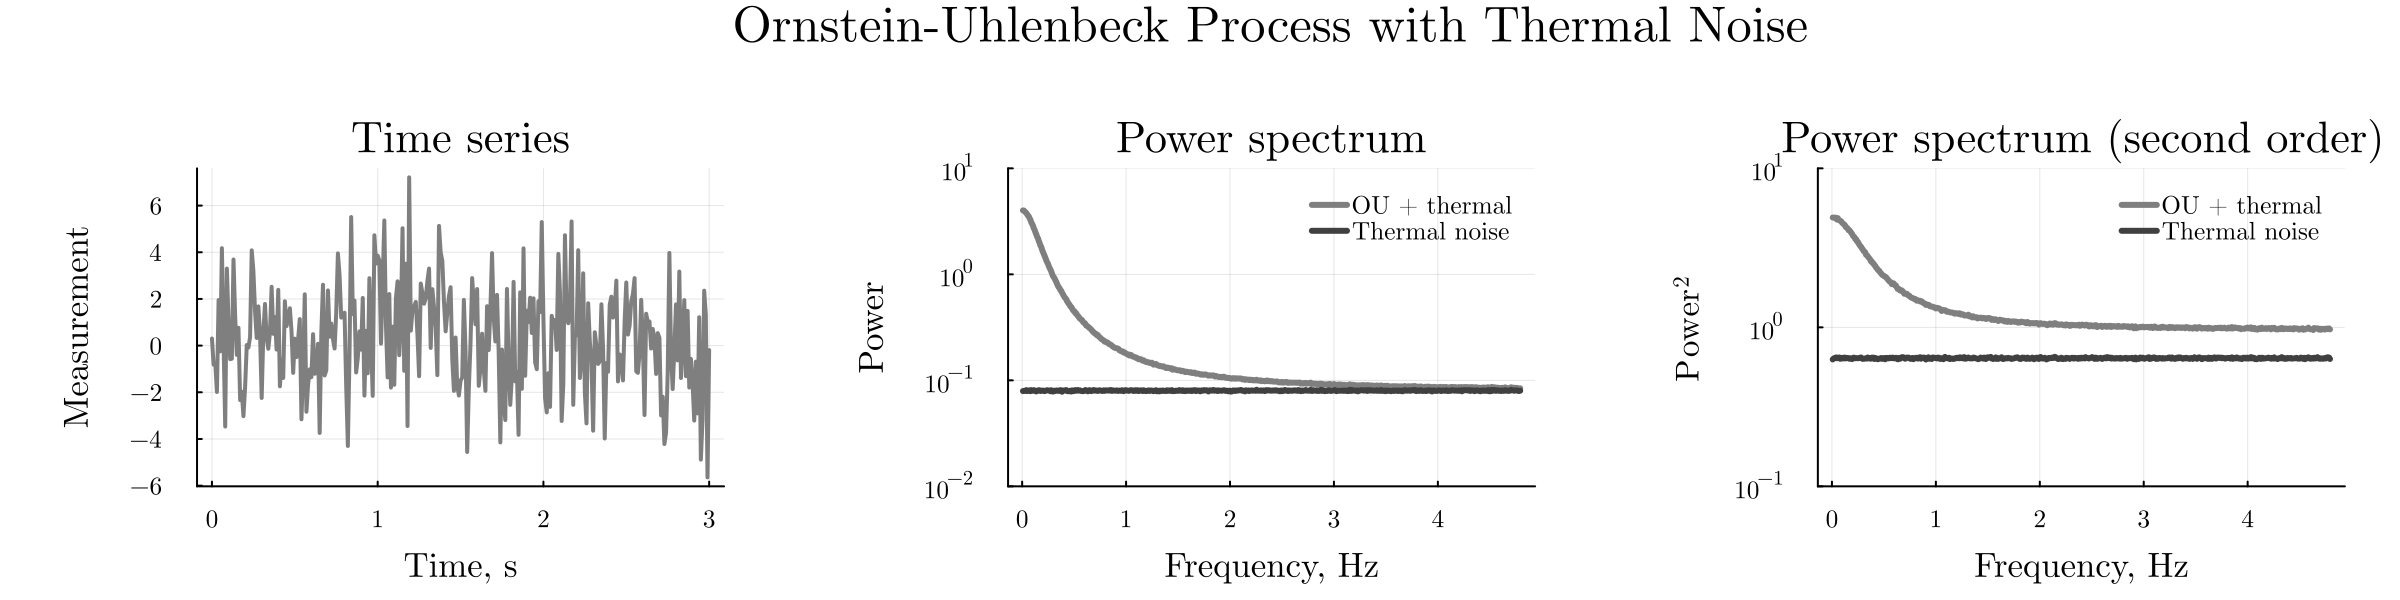 Ornstein-Uhlenbeck Process with Thermal Noise
Time series
Measurement
6
4
2
0
−2
−4
−6
0 1 2 3
Time, s
Power spectrum
Power
10^1
10^0
10^−1
10^−2
OU + thermal
Thermal noise
0 1 2 3 4
Frequency, Hz
Power spectrum (second order)
Power^2
10^1
10^0
10^−1
OU + thermal
Thermal noise
0 1 2 3 4
Frequency, Hz